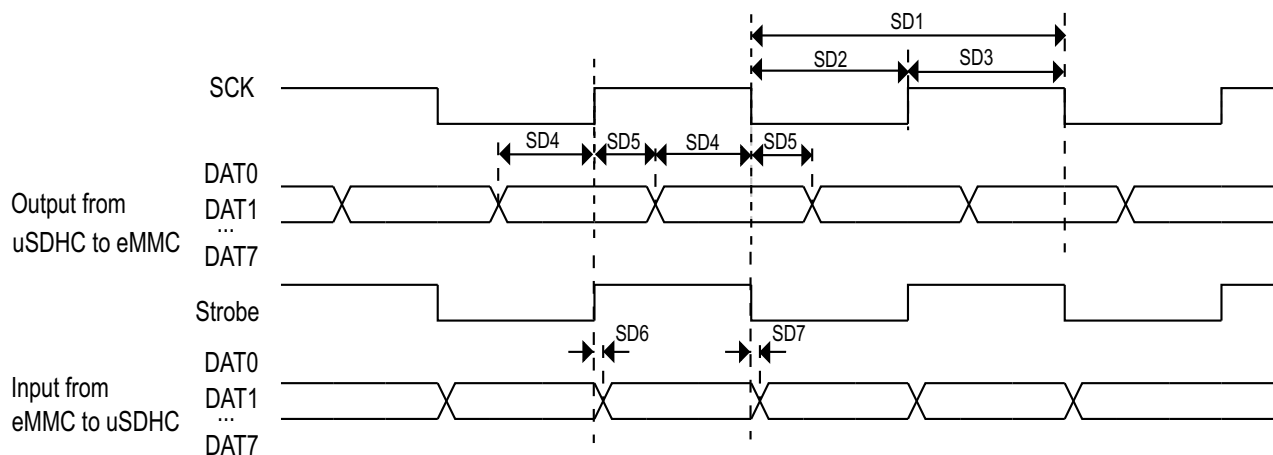 SD1
SD2
SD3
SCK
SD4
SD5
SD4
SD5
DAT0
Output from
uSDHC to eMMC
DAT1
...
DAT7
Strobe
SD6
SD7
DAT0
Input from
eMMC to uSDHC
DAT1
...
DAT7